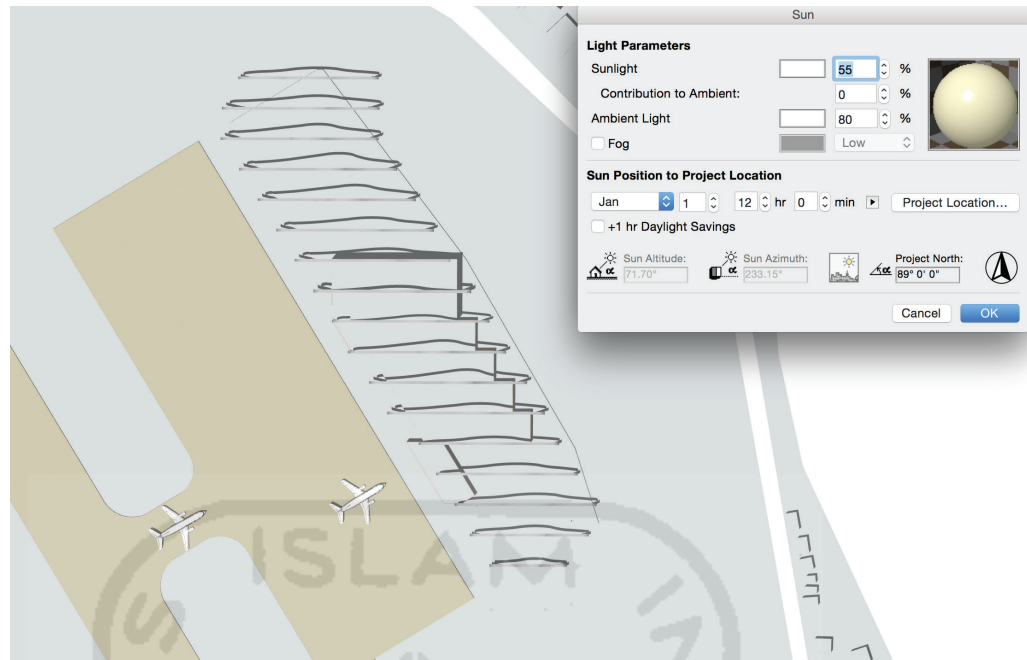 Sun
Light Parameters
Sunlight 55 %
Contribution to Ambient: 0 %
Ambient Light 80 %
Fog Low
Sun Position to Project Location
Jan 1 12 hr 0 min Project Location...
+1 hr Daylight Savings
Sun Altitude: Sun Azimuth: Project North:
α 71.70° α 233.15° α 89° 0' 0"
Cancel OK
ISLAM